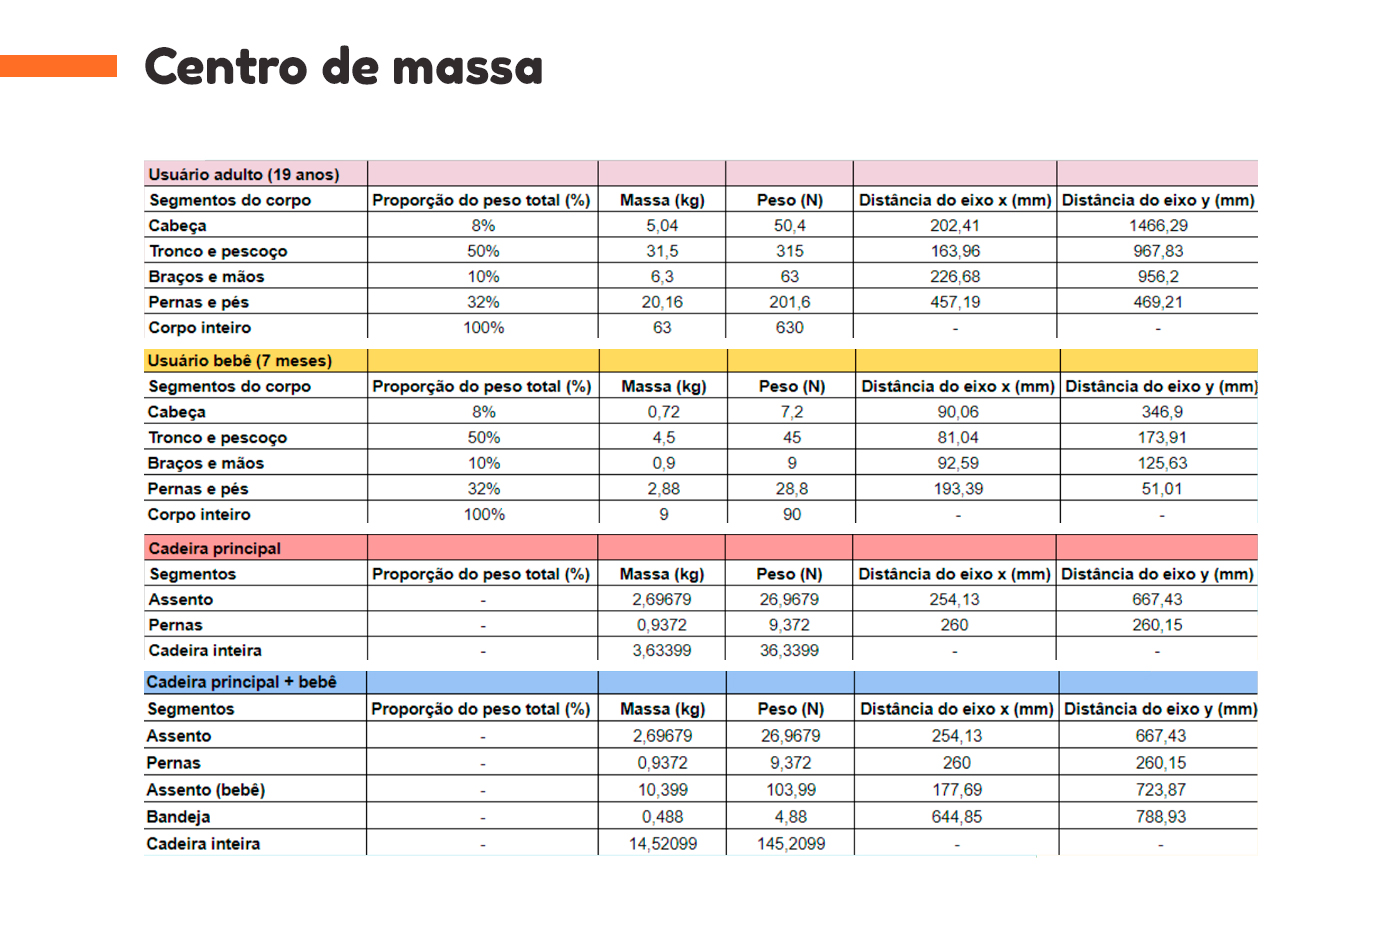 Centro de massa
Usuário adulto (19 anos)
Segmentos do corpo Proporção do peso total (%) Massa (kg) Peso (N) Distância do eixo x (mm) Distância do eixo y (mm)
Cabeça 8% 5,04 50,4 202,41 1466,29
Tronco e pescoço 50% 31,5 315 163,96 967,83
Braços e mãos 10% 6,3 63 226,68 956,2
Pernas e pés 32% 20,16 201,6 457,19 469,21
Corpo inteiro 100% 63 630 - -
Usuário bebê (7 meses)
Segmentos do corpo Proporção do peso total (%) Massa (kg) Peso (N) Distância do eixo x (mm) Distância do eixo y (mm)
Cabeça 8% 0,72 7,2 90,06 346,9
Tronco e pescoço 50% 4,5 45 81,04 173,91
Braços e mãos 10% 0,9 9 92,59 125,63
Pernas e pés 32% 2,88 28,8 193,39 51,01
Corpo inteiro 100% 9 90 - -
Cadeira principal
Segmentos Proporção do peso total (%) Massa (kg) Peso (N) Distância do eixo x (mm) Distância do eixo y (mm)
Assento - 2,69679 26,9679 254,13 667,43
Pernas - 0,9372 9,372 260 260,15
Cadeira inteira - 3,63399 36,3399 - -
Cadeira principal + bebê
Segmentos Proporção do peso total (%) Massa (kg) Peso (N) Distância do eixo x (mm) Distância do eixo y (mm)
Assento - 2,69679 26,9679 254,13 667,43
Pernas - 0,9372 9,372 260 260,15
Assento (bebê) - 10,399 103,99 177,69 723,87
Bandeja - 0,488 4,88 644,85 788,93
Cadeira inteira - 14,52099 145,2099 - -